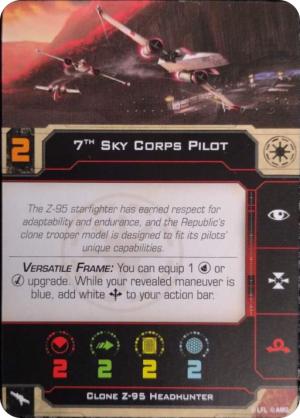 7TH SKY CORPS PILOT
2
The Z-95 starfighter has earned respect for
adaptability and endurance, and the Republic's
clone trooper model is designed to fit its pilots'
unique capabilities.
VERSATILE FRAME: You can equip 1 or
upgrade. While your revealed maneuver is
blue, add white to your action bar.
2 2 2 2
CLONE Z-95 HEADHUNTER